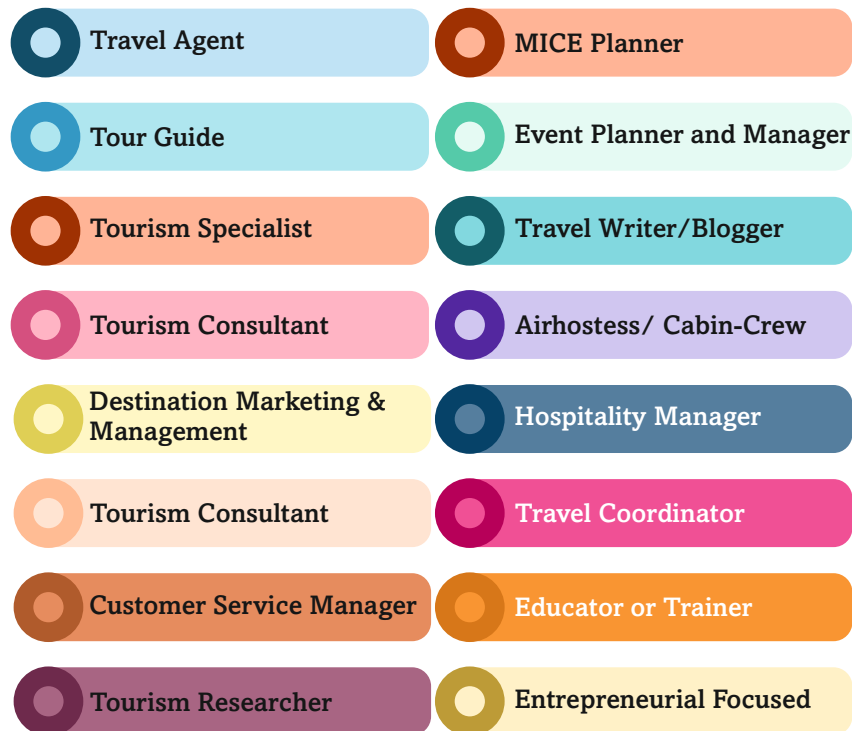 Travel Agent
MICE Planner
Tour Guide
Event Planner and Manager
Tourism Specialist
Travel Writer/Blogger
Tourism Consultant
Airhostess/ Cabin-Crew
Destination Marketing &
Management
Hospitality Manager
Tourism Consultant
Travel Coordinator
Customer Service Manager
Educator or Trainer
Tourism Researcher
Entrepreneurial Focused